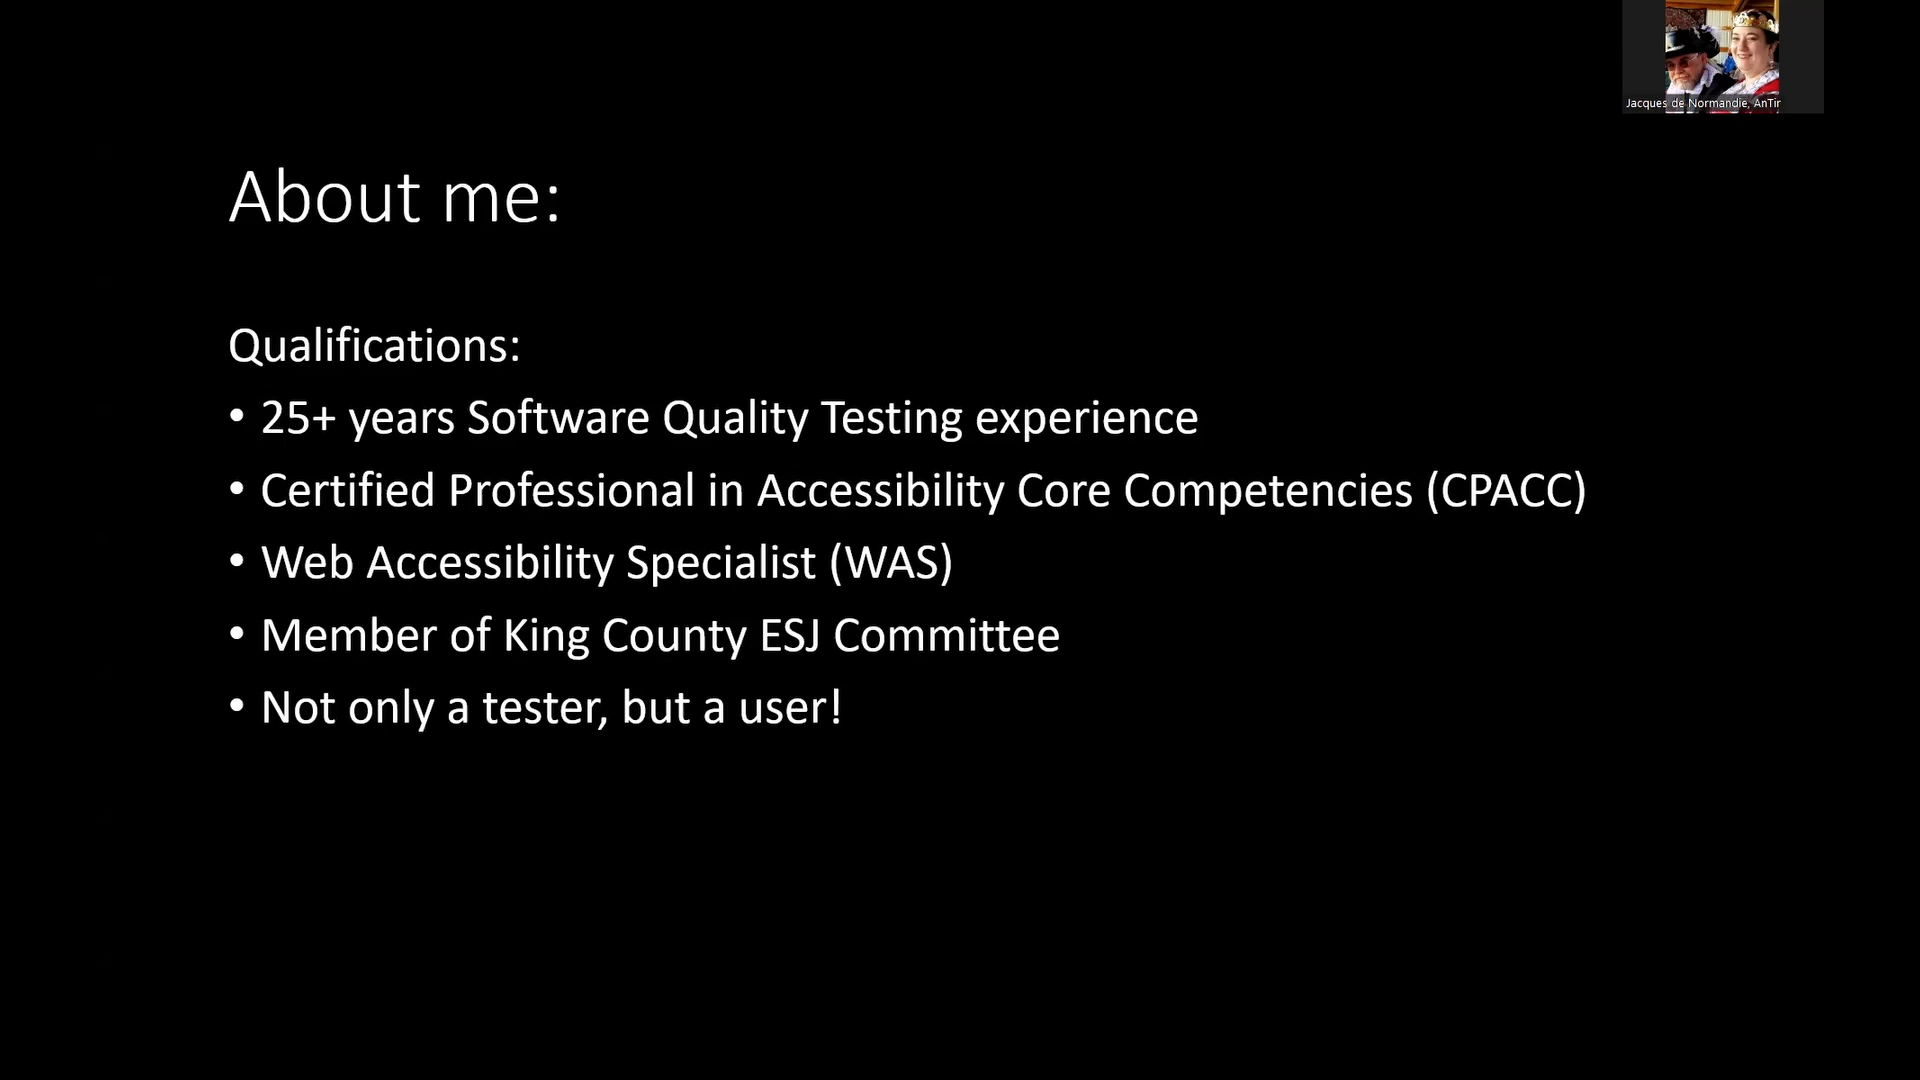 Jacques de Normandie, AnTir
About me:
Qualifications:
• 25+ years Software Quality Testing experience
• Certified Professional in Accessibility Core Competencies (CPACC)
• Web Accessibility Specialist (WAS)
• Member of King County ESJ Committee
• Not only a tester, but a user!